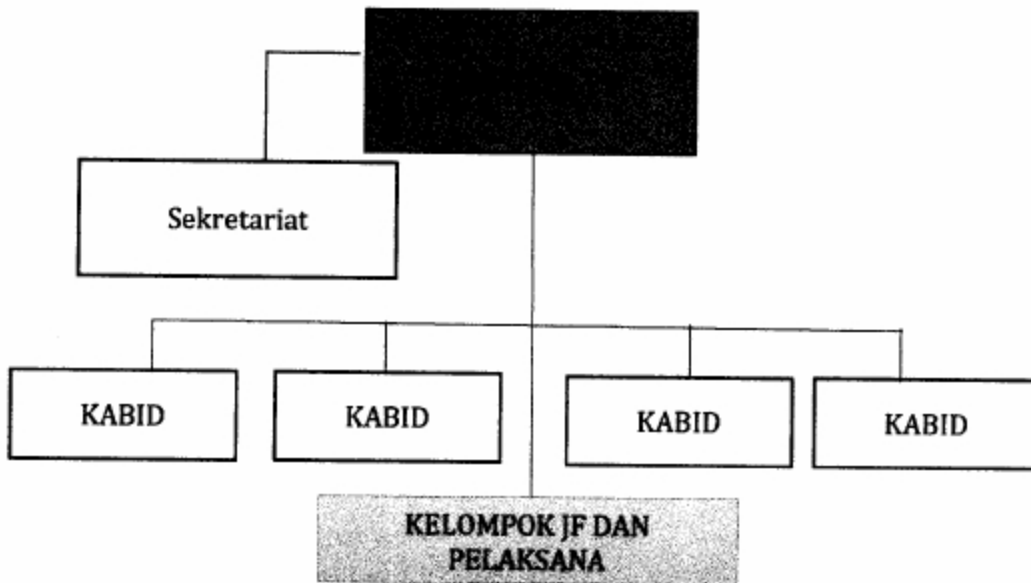 Sekretariat
KABID
KABID
KABID
KABID
KELOMPOK JF DAN
PELAKSANA